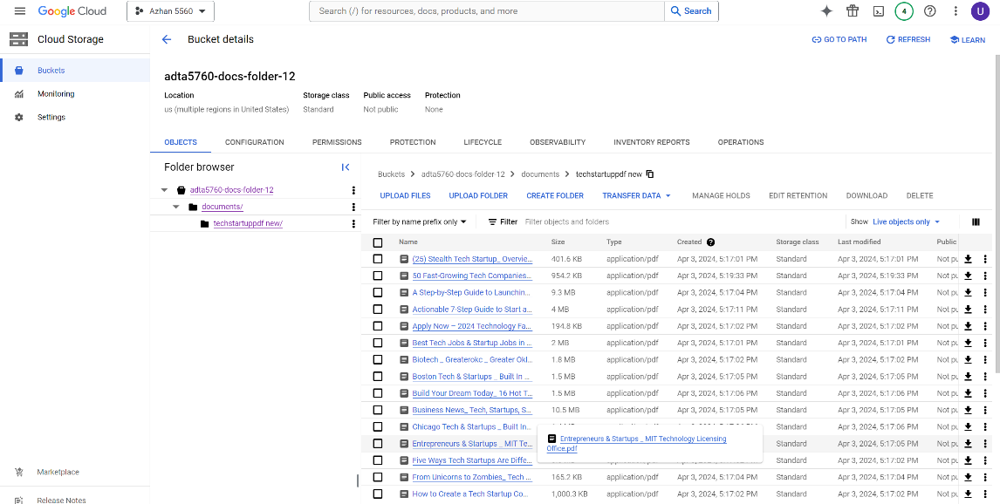 Google Cloud
Azhan 5560
Search (/) for resources, docs, products, and more
Search
4
U
Cloud Storage
Bucket details
GO TO PATH
REFRESH
LEARN
Buckets
Monitoring
Settings
Marketplace
Release Notes
adta5760-docs-folder-12
Location Storage class Public access Protection
us (multiple regions in United States) Standard Not public None
OBJECTS CONFIGURATION PERMISSIONS PROTECTION LIFECYCLE OBSERVABILITY INVENTORY REPORTS OPERATIONS
Folder browser
adta5760-docs-folder-12
documents/
techstartuppdf new/
Buckets > adta5760-docs-folder-12 > documents > techstartuppdf new
UPLOAD FILES UPLOAD FOLDER CREATE FOLDER TRANSFER DATA MANAGE HOLDS EDIT RETENTION DOWNLOAD DELETE
Filter by name prefix only Filter Filter objects and folders Show Live objects only
Name Size Type Created Storage class Last modified Public
(25) Stealth Tech Startup_ Overvie... 401.6 KB application/pdf Apr 3, 2024, 5:17:01 PM Standard Apr 3, 2024, 5:17:01 PM Not pu
50 Fast-Growing Tech Companies... 954.2 KB application/pdf Apr 3, 2024, 5:19:33 PM Standard Apr 3, 2024, 5:19:33 PM Not pu
A Step-by-Step Guide to Launchin... 9.3 MB application/pdf Apr 3, 2024, 5:17:04 PM Standard Apr 3, 2024, 5:17:04 PM Not pu
Actionable 7-Step Guide to Start a... 4 MB application/pdf Apr 3, 2024, 5:17:11 PM Standard Apr 3, 2024, 5:17:11 PM Not pu
Apply Now – 2024 Technology Fa... 194.8 KB application/pdf Apr 3, 2024, 5:17:02 PM Standard Apr 3, 2024, 5:17:02 PM Not pu
Best Tech Jobs & Startup Jobs in ... 2 MB application/pdf Apr 3, 2024, 5:17:01 PM Standard Apr 3, 2024, 5:17:01 PM Not pu
Biotech _ Greaterokc _ Greater Okl... 1.8 MB application/pdf Apr 3, 2024, 5:17:02 PM Standard Apr 3, 2024, 5:17:02 PM Not pu
Boston Tech & Startups _ Built In ... 1.5 MB application/pdf Apr 3, 2024, 5:17:05 PM Standard Apr 3, 2024, 5:17:05 PM Not pu
Build Your Dream Today_ 16 Hot T... 1.5 MB application/pdf Apr 3, 2024, 5:17:06 PM Standard Apr 3, 2024, 5:17:06 PM Not pu
Business News_ Tech, Startups, S... 10.5 MB application/pdf Apr 3, 2024, 5:17:05 PM Standard Apr 3, 2024, 5:17:05 PM Not pu
Chicago Tech & Startups _ Built In... Not pu
Entrepreneurs & Startups _ MIT Te... Standard Apr 3, 2024, 5:17:05 PM Not pu
Entrepreneurs & Startups _ MIT Technology Licensing
Office.pdf
Five Ways Tech Startups Are Diffe... Standard Apr 3, 2024, 5:17:02 PM Not pu
From Unicorns to Zombies_ Tech ... 165.2 KB application/pdf Apr 3, 2024, 5:17:04 PM Standard Apr 3, 2024, 5:17:04 PM Not pu
How to Create a Tech Startup Co... 1,000.3 KB application/pdf Apr 3, 2024, 5:17:02 PM Standard Apr 3, 2024, 5:17:02 PM Not pu